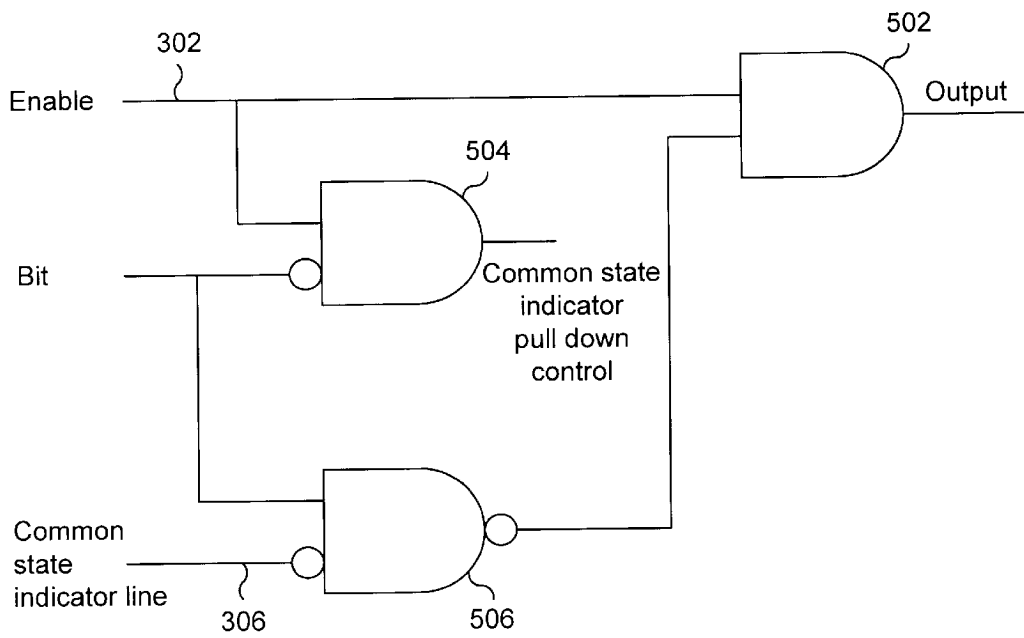 502
302
Output
Enable
504
Bit
Common state
indicator
pull down
control
Common
state
indicator line
306
506